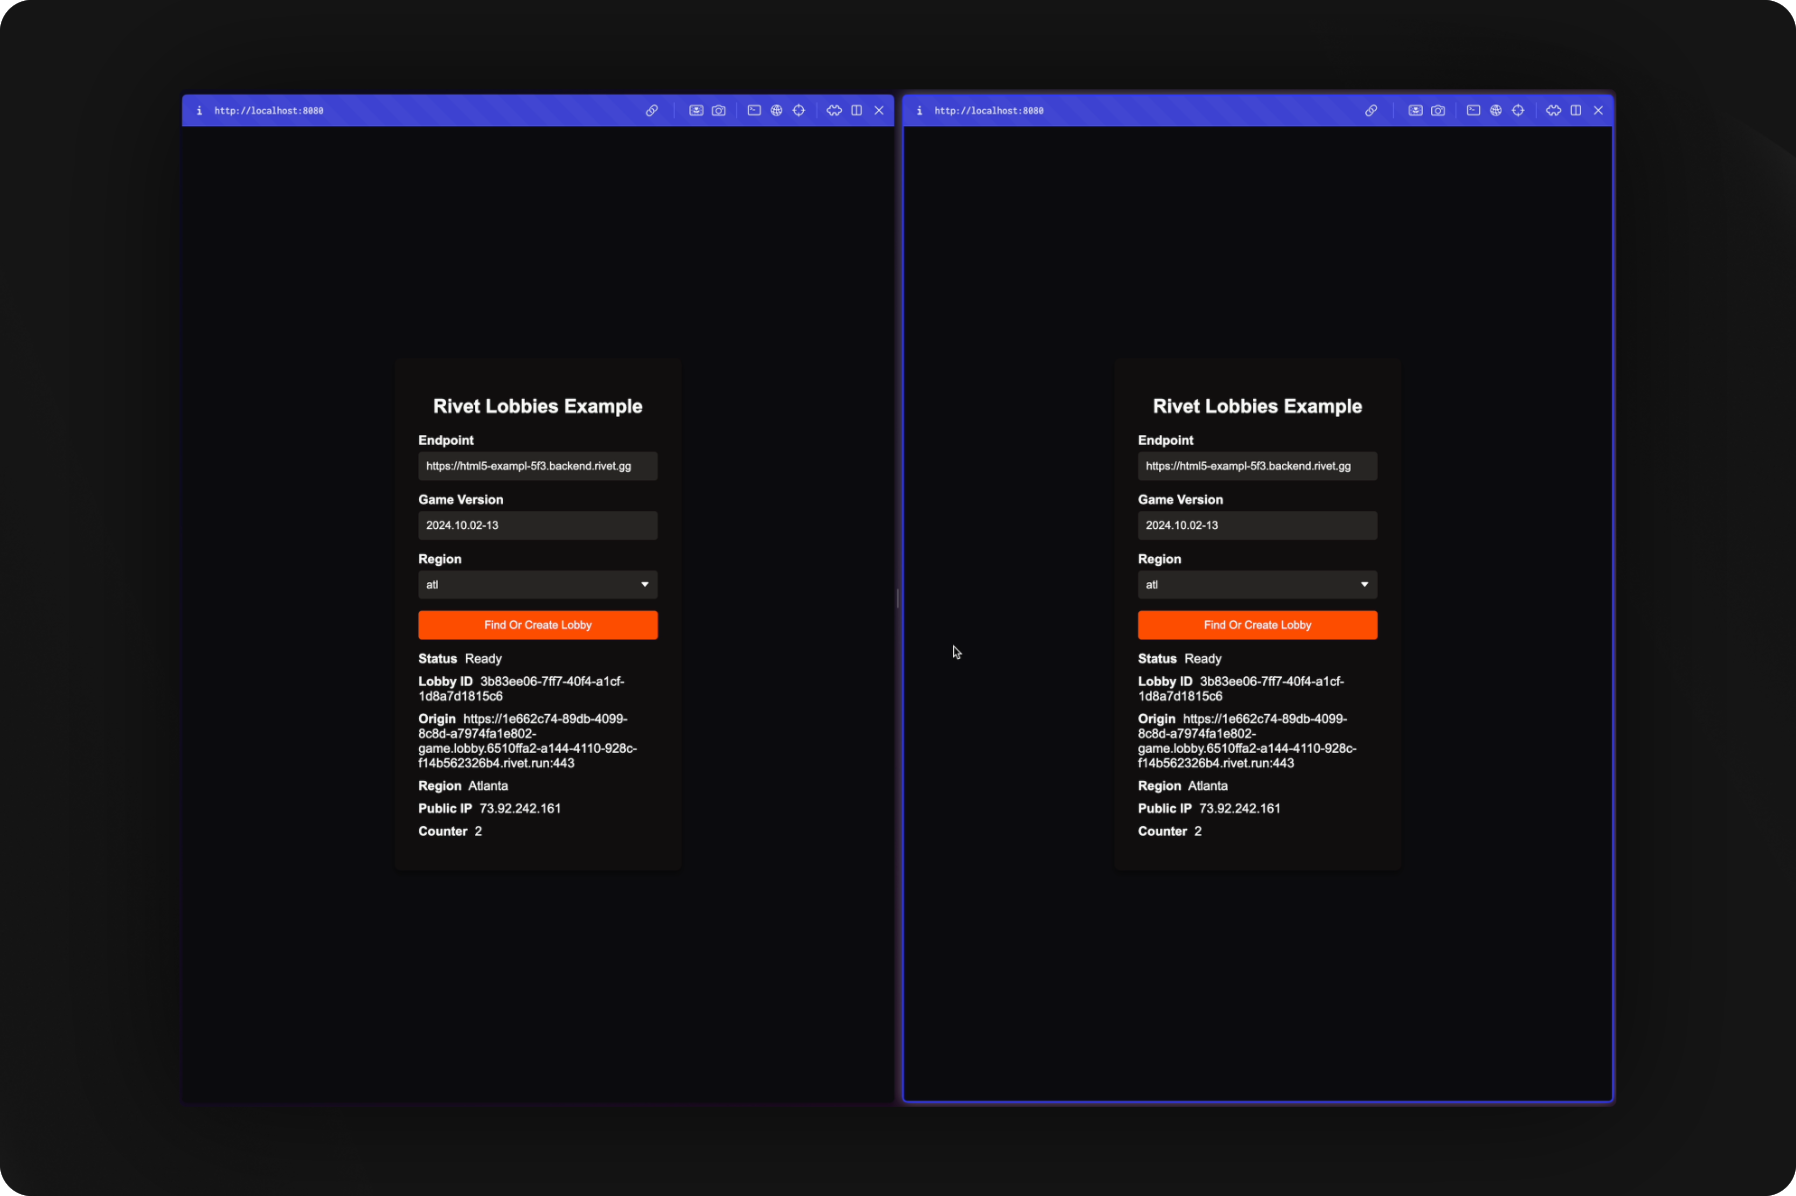 http://localhost:8080
Rivet Lobbies Example
Endpoint
https://html5-exampl-5f3.backend.rivet.gg
Game Version
2024.10.02-13
Region
atl
Find Or Create Lobby
Status Ready
Lobby ID 3b83ee06-7ff7-40f4-a1cf-
1d8a7d1815c6
Origin https://1e662c74-89db-4099-
8c8d-a7974fa1e802-
game.lobby.6510ffa2-a144-4110-928c-
f14b562326b4.rivet.run:443
Region Atlanta
Public IP 73.92.242.161
Counter 2
http://localhost:8080
Rivet Lobbies Example
Endpoint
https://html5-exampl-5f3.backend.rivet.gg
Game Version
2024.10.02-13
Region
atl
Find Or Create Lobby
Status Ready
Lobby ID 3b83ee06-7ff7-40f4-a1cf-
1d8a7d1815c6
Origin https://1e662c74-89db-4099-
8c8d-a7974fa1e802-
game.lobby.6510ffa2-a144-4110-928c-
f14b562326b4.rivet.run:443
Region Atlanta
Public IP 73.92.242.161
Counter 2